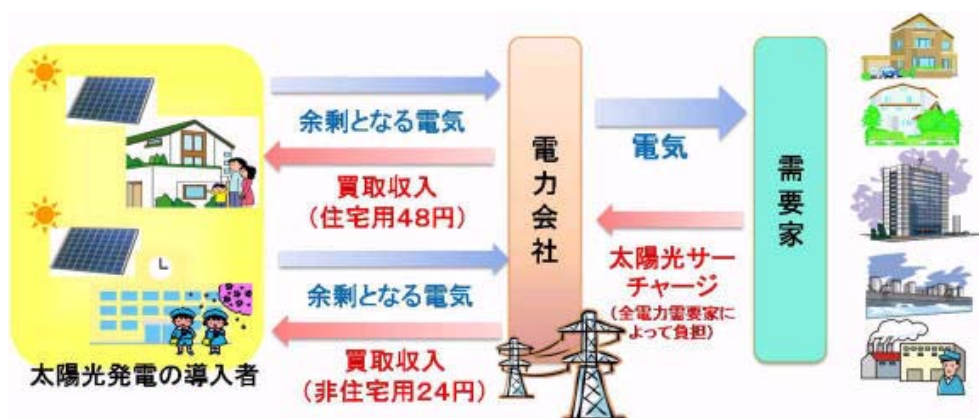 余剰となる電気
買取収入
(住宅用48円)
余剰となる電気
買取収入
(非住宅用24円)
太陽光発電の導入者
電力会社
電気
太陽光サー
チャージ
(全電力需要家に
よって負担)
需要家